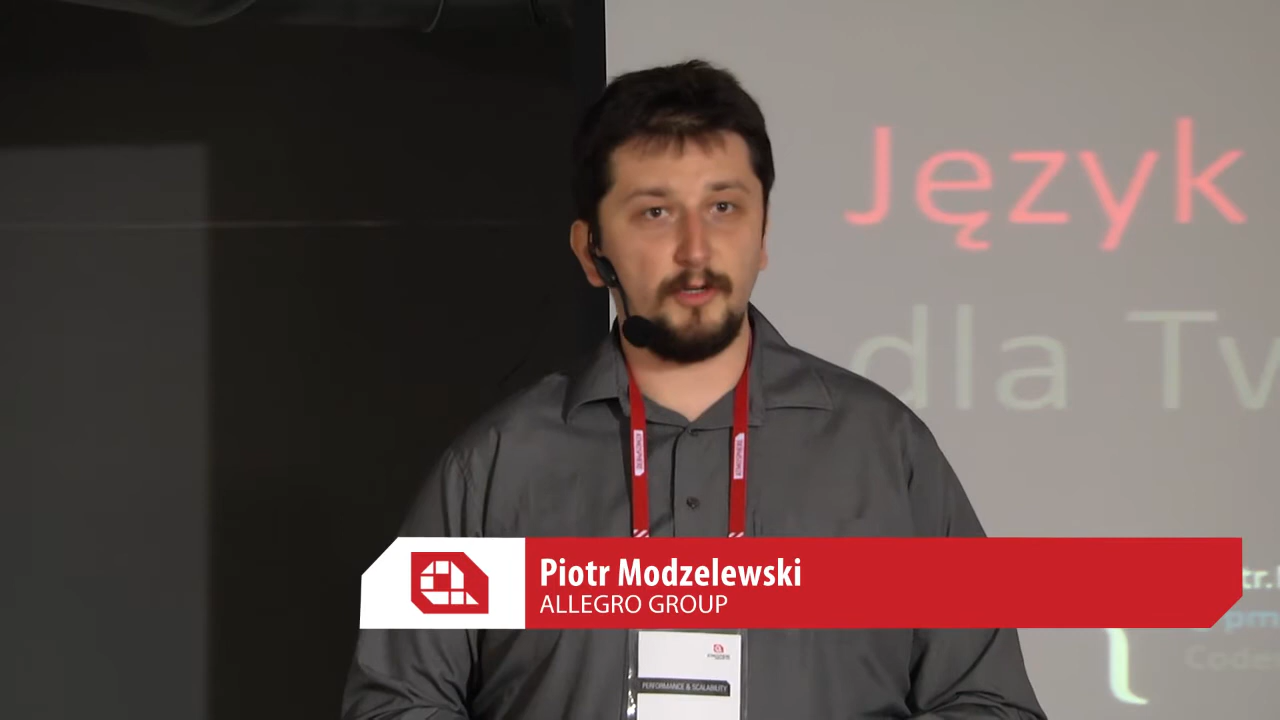 Język
dla Tw
Piotr Modzelewski
ALLEGRO GROUP
PERFORMANCE & SCALABILITY